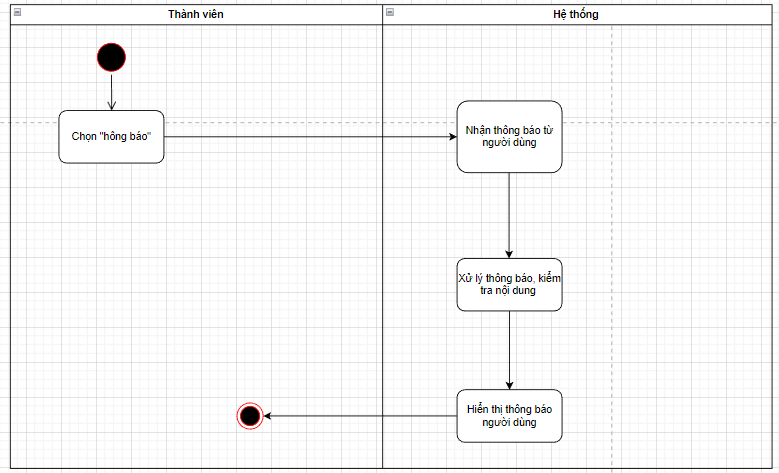 Thành viên
Hệ thống
Chọn "hông báo"
Nhận thông báo từ
người dùng
Xử lý thông báo, kiểm
tra nội dung
Hiển thị thông báo
người dùng